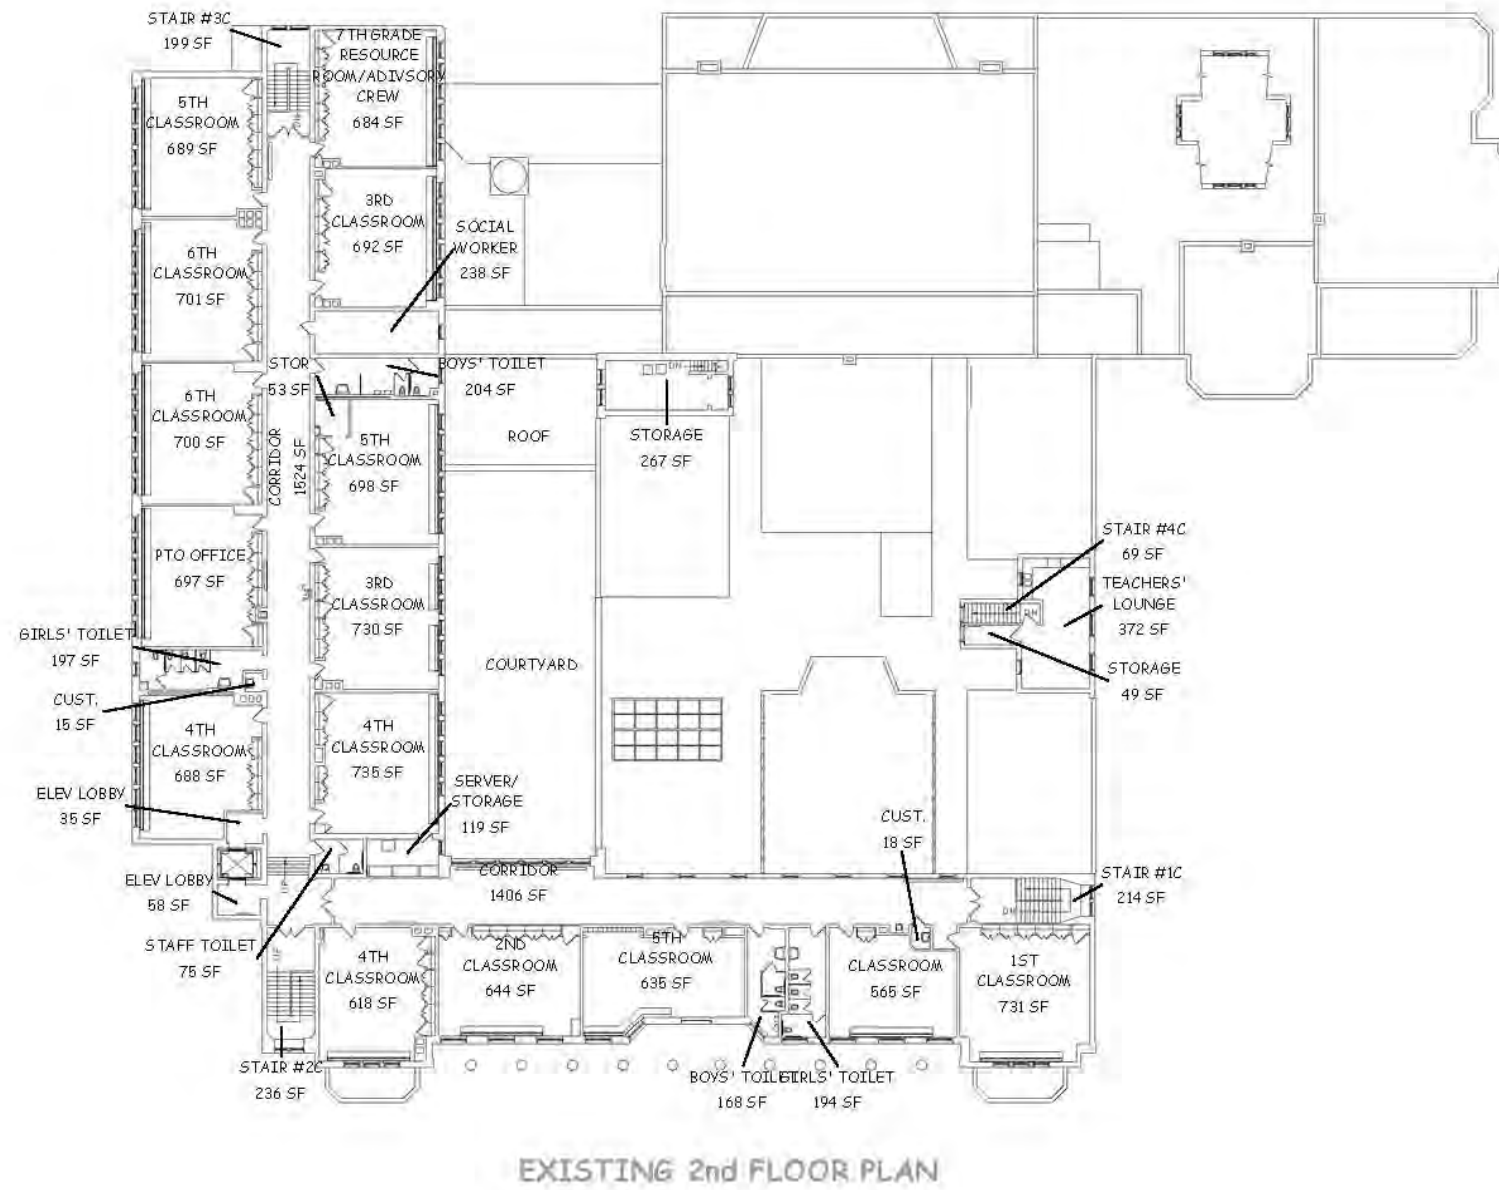 STAIR #3C
199 SF
7TH GRADE
RESOURCE
ROOM/ADIVSORY
CREW
684 SF
5TH
CLASSROOM
689 SF
3RD
CLASSROOM
692 SF
SOCIAL
WORKER
238 SF
6TH
CLASSROOM
701 SF
STOR
53 SF
BOYS' TOILET
204 SF
DN
6TH
CLASSROOM
700 SF
CORRIDOR
1524 SF
5TH
CLASSROOM
698 SF
ROOF
STORAGE
267 SF
PTO OFFICE
697 SF
3RD
CLASSROOM
730 SF
STAIR #4C
69 SF
DN
TEACHERS'
LOUNGE
372 SF
GIRLS' TOILET
197 SF
COURTYARD
STORAGE
49 SF
CUST.
15 SF
4TH
CLASSROOM
688 SF
4TH
CLASSROOM
735 SF
ELEV LOBBY
35 SF
SERVER/
STORAGE
119 SF
CUST.
18 SF
ELEV LOBBY
58 SF
CORRIDOR
1406 SF
STAIR #1C
214 SF
DN
STAFF TOILET
75 SF
4TH
CLASSROOM
618 SF
2ND
CLASSROOM
644 SF
5TH
CLASSROOM
635 SF
CLASSROOM
565 SF
1ST
CLASSROOM
731 SF
STAIR #2C
236 SF
BOYS' TOILET
168 SF
GIRLS' TOILET
194 SF
EXISTING 2nd FLOOR PLAN